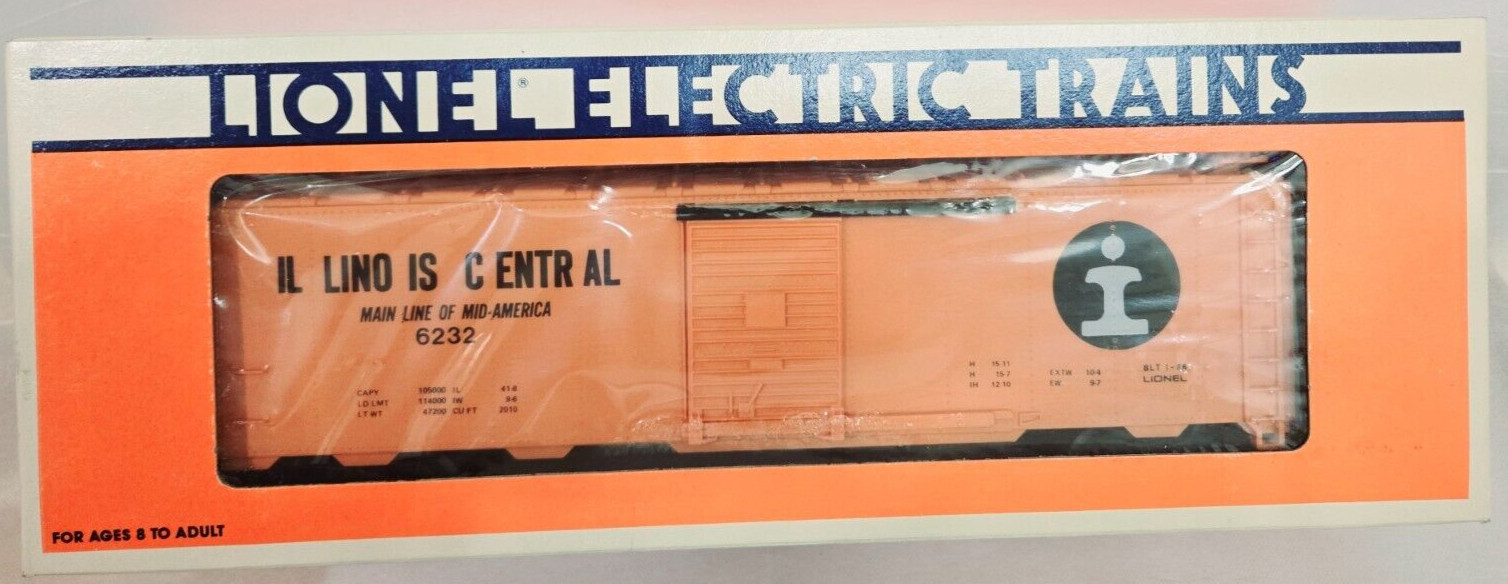 LIONEL® ELECTRIC TRAINS
IL LINO IS C ENTR AL
MAIN LINE OF MID-AMERICA
6232
CAPY 105000 IL 41-8
LD LMT 114000 IW 9-6
LT WT 47200 CU FT 2010
i
H 15-11
H 15-7 EXTW 10-4
IH 12-10 EW 9-7
BLT 1-
LIONEL
FOR AGES 8 TO ADULT